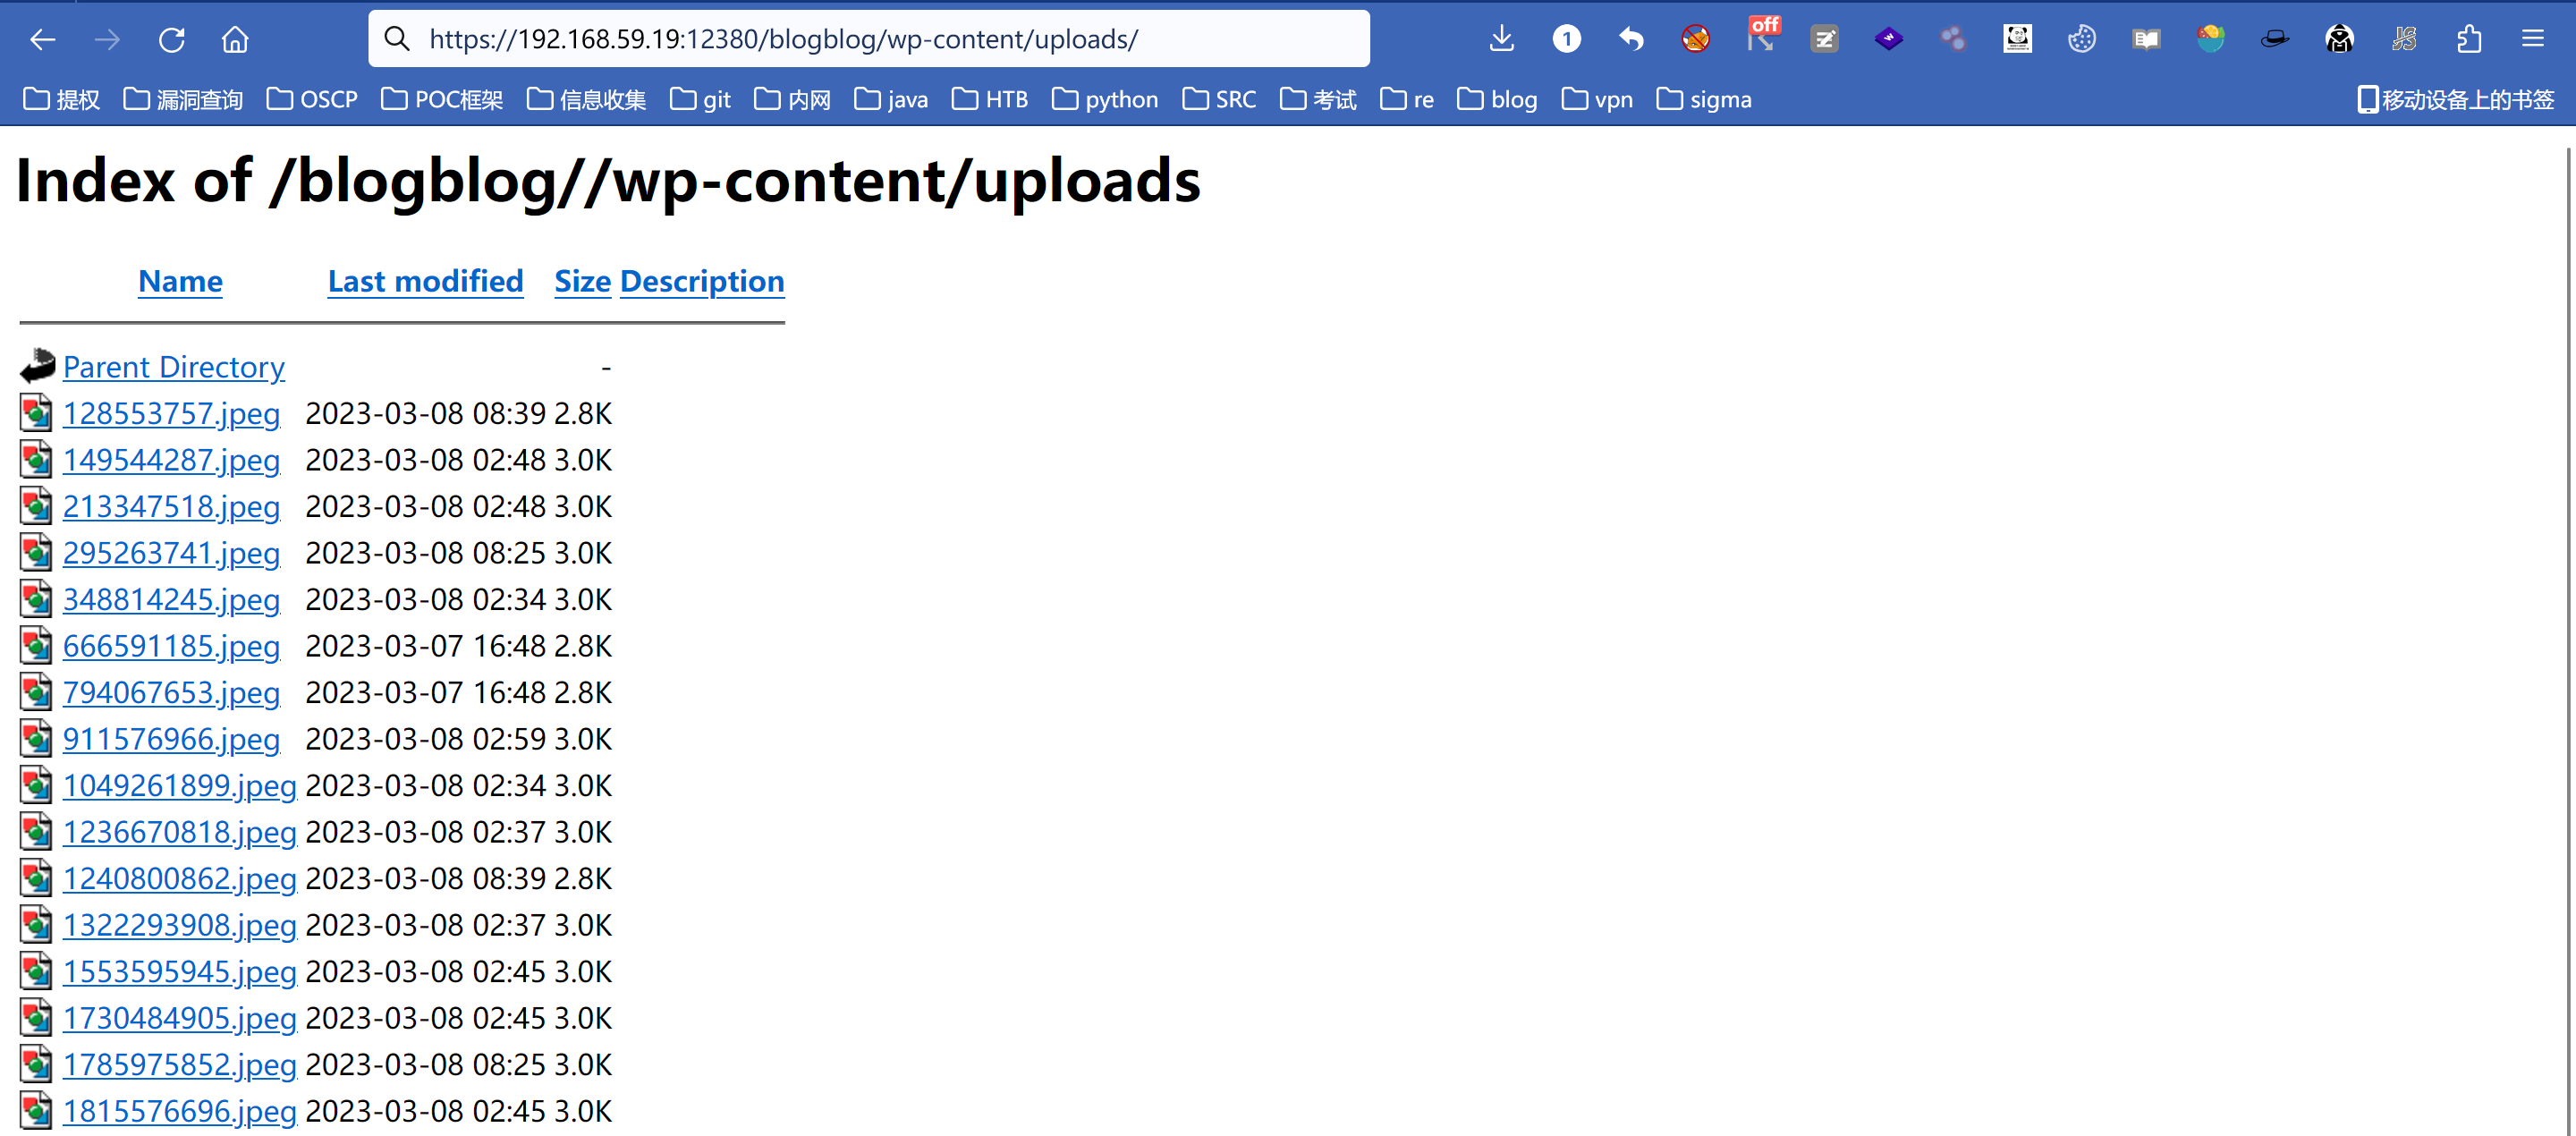 https://192.168.59.19:12380/blogblog/wp-content/uploads/ 1 off JS
提权 漏洞查询 OSCP POC框架 信息收集 git 内网 java HTB python SRC 考试 re blog vpn sigma 移动设备上的书签
Index of /blogblog//wp-content/uploads
Name Last modified Size Description
Parent Directory -
128553757.jpeg 2023-03-08 08:39 2.8K
149544287.jpeg 2023-03-08 02:48 3.0K
213347518.jpeg 2023-03-08 02:48 3.0K
295263741.jpeg 2023-03-08 08:25 3.0K
348814245.jpeg 2023-03-08 02:34 3.0K
666591185.jpeg 2023-03-07 16:48 2.8K
794067653.jpeg 2023-03-07 16:48 2.8K
911576966.jpeg 2023-03-08 02:59 3.0K
1049261899.jpeg 2023-03-08 02:34 3.0K
1236670818.jpeg 2023-03-08 02:37 3.0K
1240800862.jpeg 2023-03-08 08:39 2.8K
1322293908.jpeg 2023-03-08 02:37 3.0K
1553595945.jpeg 2023-03-08 02:45 3.0K
1730484905.jpeg 2023-03-08 02:45 3.0K
1785975852.jpeg 2023-03-08 08:25 3.0K
1815576696.jpeg 2023-03-08 02:45 3.0K